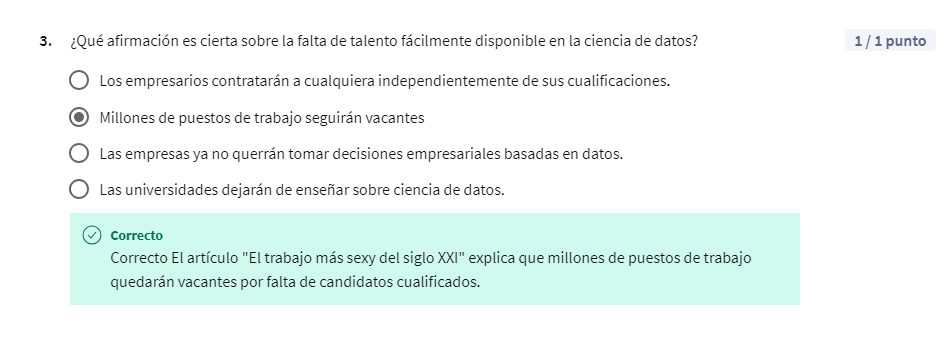 3. ¿Qué afirmación es cierta sobre la falta de talento fácilmente disponible en la ciencia de datos?
1 / 1 punto
Los empresarios contratarán a cualquiera independientemente de sus cualificaciones.
Millones de puestos de trabajo seguirán vacantes
Las empresas ya no querrán tomar decisiones empresariales basadas en datos.
Las universidades dejarán de enseñar sobre ciencia de datos.
Correcto
Correcto El artículo "El trabajo más sexy del siglo XXI" explica que millones de puestos de trabajo
quedarán vacantes por falta de candidatos cualificados.